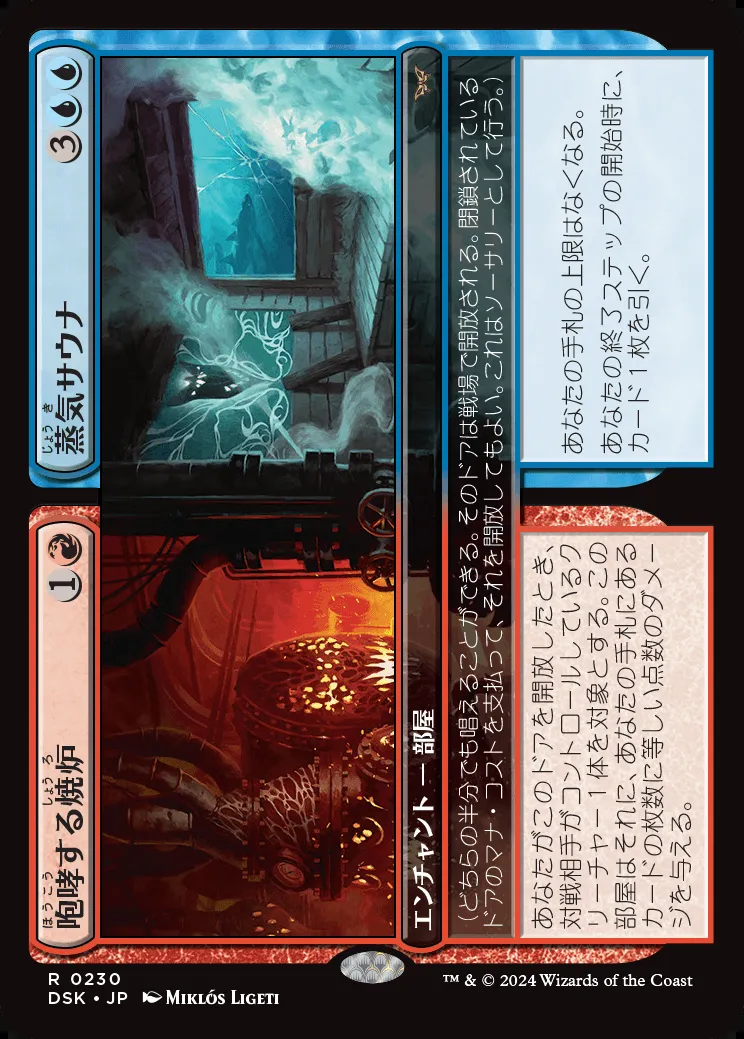 咆哮する焼炉
ほうこう
しょうろ
1
蒸気サウナ
じょうき
3
エンチャント — 部屋
(どちらの半分でも唱えることができる。そのドアは戦場で開放される。閉鎖されている
ドアのマナ・コストを支払って、それを開放してもよい。これはソーサリーとして行う。)
あなたがこのドアを開放したとき、
対戦相手がコントロールしているク
リーチャー1体を対象とする。この
部屋はそれに、あなたの手札にある
カードの枚数に等しい点数のダメー
ジを与える。
あなたの手札の上限はなくなる。
あなたの終了ステップの開始時に、
カード1枚を引く。
R 0230
DSK • JP Miklós Ligeti
™ & © 2024 Wizards of the Coast